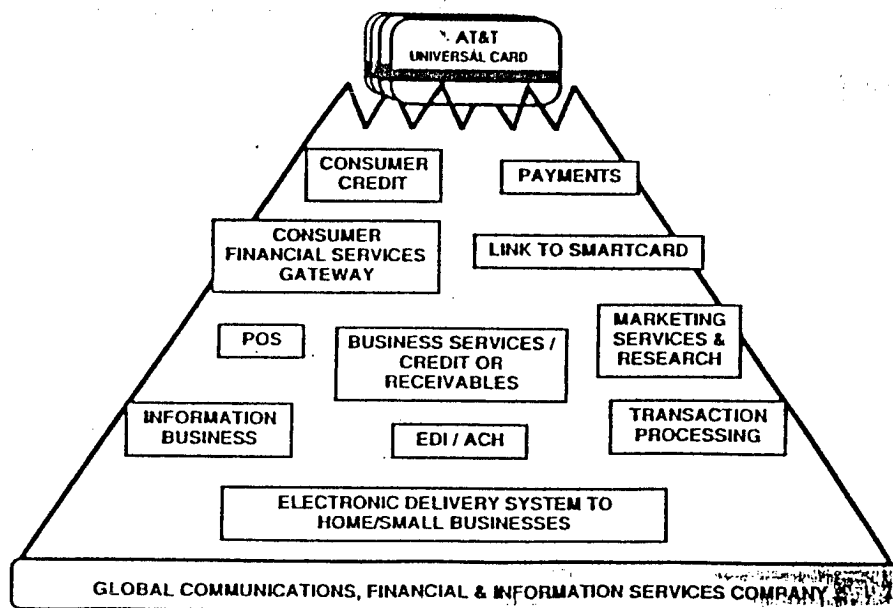 AT&T
UNIVERSAL CARD
CONSUMER
CREDIT
PAYMENTS
CONSUMER
FINANCIAL SERVICES
GATEWAY
LINK TO SMARTCARD
POS
BUSINESS SERVICES /
CREDIT OR
RECEIVABLES
MARKETING
SERVICES &
RESEARCH
INFORMATION
BUSINESS
EDI / ACH
TRANSACTION
PROCESSING
ELECTRONIC DELIVERY SYSTEM TO
HOME/SMALL BUSINESSES
GLOBAL COMMUNICATIONS, FINANCIAL & INFORMATION SERVICES COMPANY